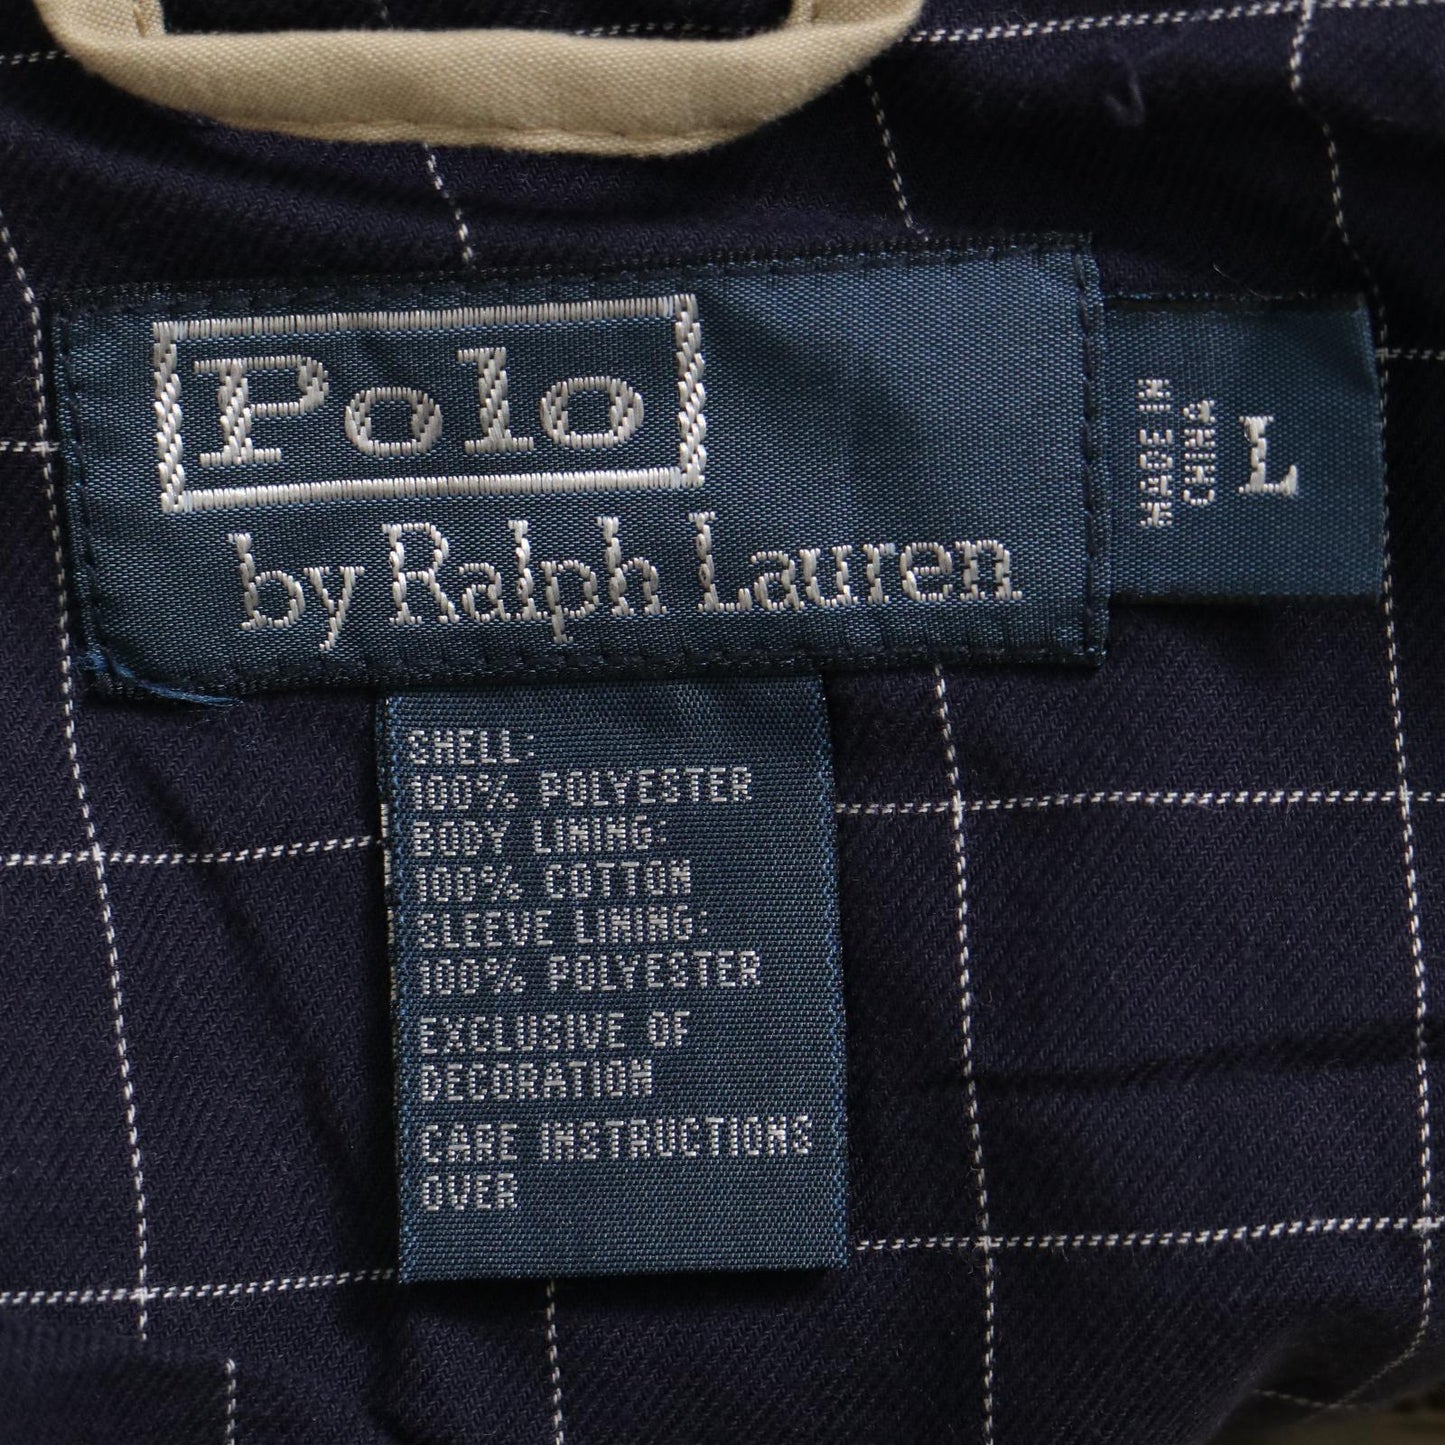 Polo
by Ralph Lauren
MADE IN
CHINA
L
SHELL:
100% POLYESTER
BODY LINING:
100% COTTON
SLEEVE LINING:
100% POLYESTER
EXCLUSIVE OF
DECORATION
CARE INSTRUCTIONS
OVER